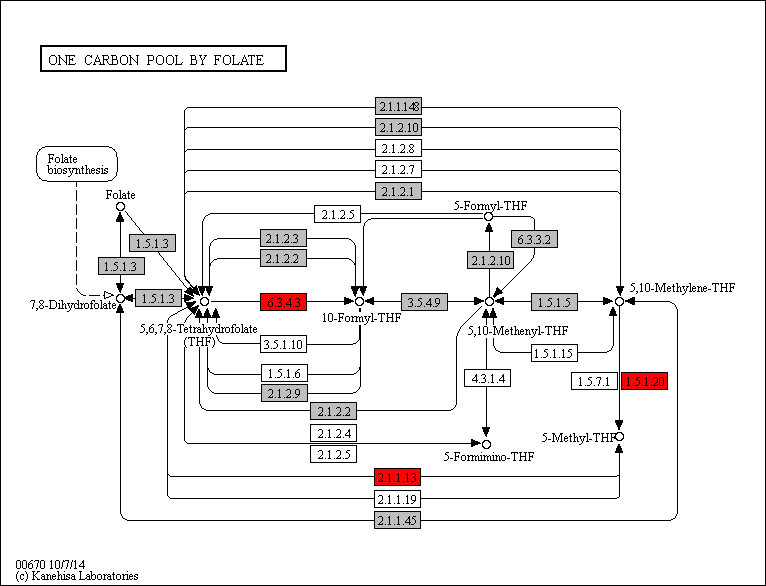 ONE CARBON POOL BY FOLATE
2.1.1.148
2.1.2.10
2.1.2.8
2.1.2.7
2.1.2.1
Folate
biosynthesis
Folate
5-Formyl-THF
2.1.2.5
1.5.1.3
2.1.2.3
6.3.3.2
2.1.2.2
2.1.2.10
1.5.1.3
1.5.1.3
6.3.4.3
3.5.4.9
1.5.1.5
5,10-Methylene-THF
7,8-Dihydrofolate
10-Formyl-THF
5,6,7,8-Tetrahydrofolate
(THF)
5,10-Methenyl-THF
3.5.1.10
1.5.1.15
1.5.1.6
4.3.1.4
1.5.7.1
1.5.1.20
2.1.2.9
2.1.2.2
2.1.2.4
5-Methyl-THF
2.1.2.5
5-Formimino-THF
2.1.1.13
2.1.1.19
2.1.1.45
00670 10/7/14
(c) Kanehisa Laboratories